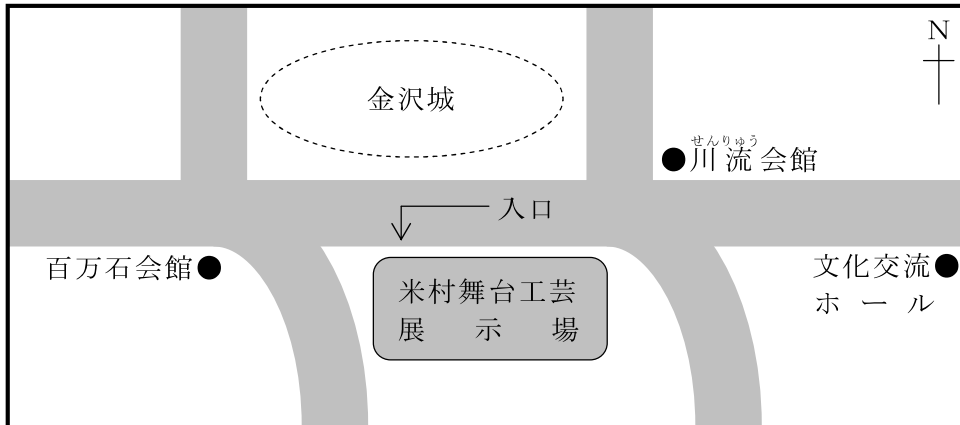 N
金沢城
せんりゅう
川流会館
入口
百万石会館
文化交流
ホール
米村舞台工芸
展示場